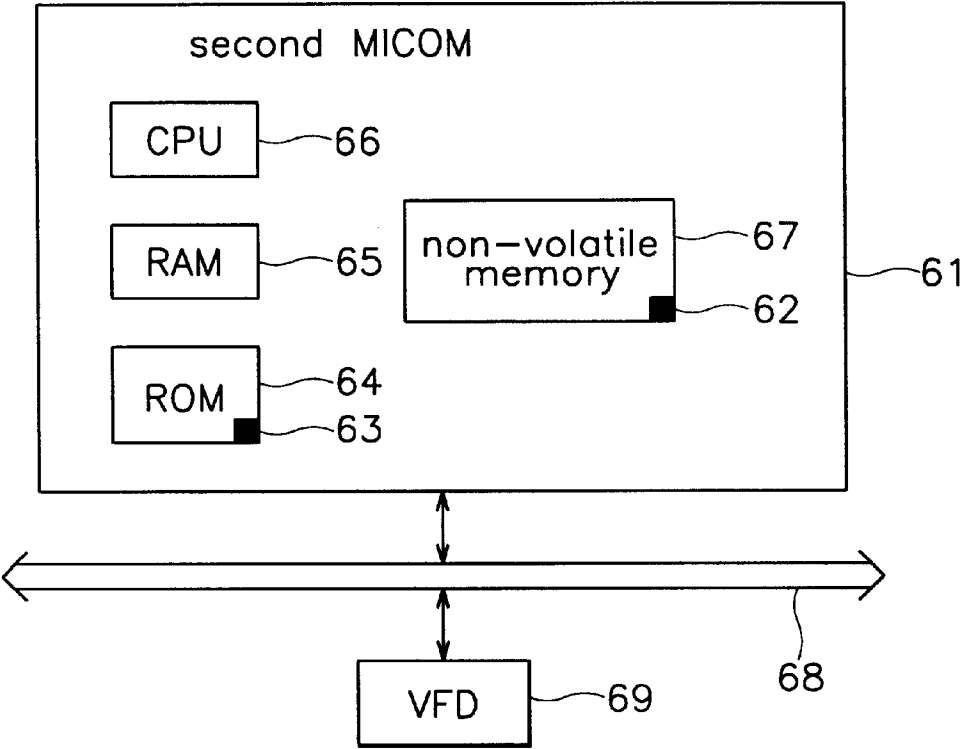 second MICOM
CPU
66
RAM
65
non-volatile
memory
67
62
61
ROM
64
63
68
VFD
69